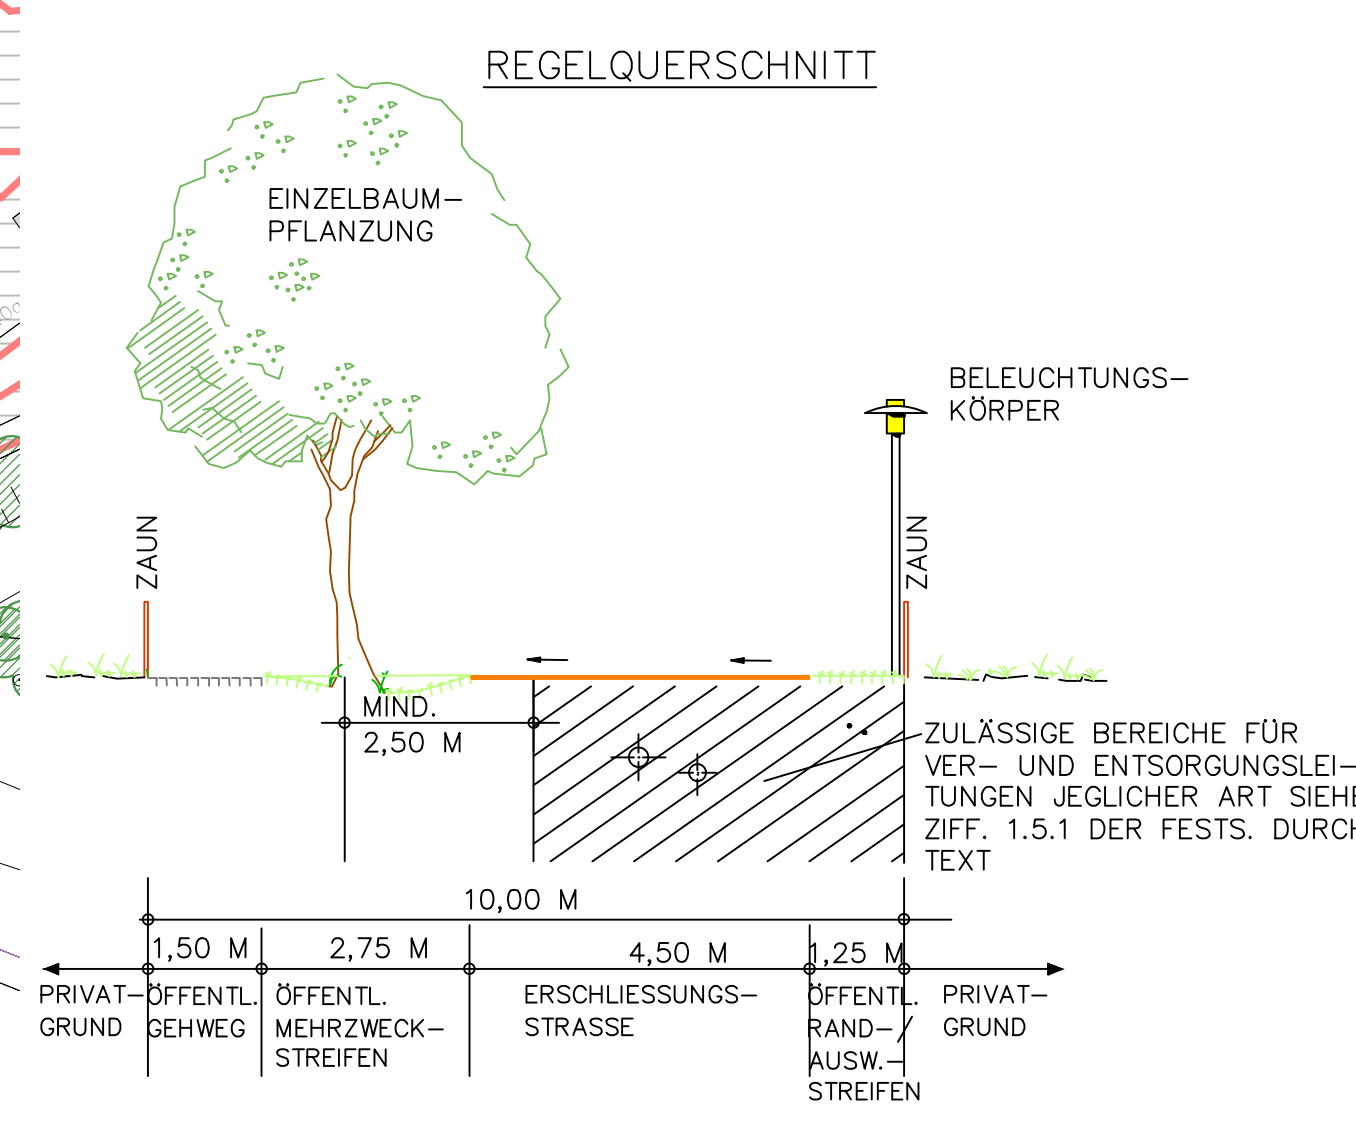 REGELQUERSCHNITT
EINZELBAUM-
PFLANZUNG
BELEUCHTUNGS-
KÖRPER
ZAUN
ZAUN
MIND.
2,50 M
ZULÄSSIGE BEREICHE FÜR
VER- UND ENTSORGUNGSLEI-
TUNGEN JEGLICHER ART SIEHE
ZIFF. 1.5.1 DER FESTS. DURCH
TEXT
10,00 M
1,50 M
2,75 M
4,50 M
1,25 M
PRIVAT-
GRUND
ÖFFENTL.
GEHWEG
ÖFFENTL.
MEHRZWECK-
STREIFEN
ERSCHLIESSUNGS-
STRASSE
ÖFFENTL.
RAND-/
AUSW.-
STREIFEN
PRIVAT-
GRUND